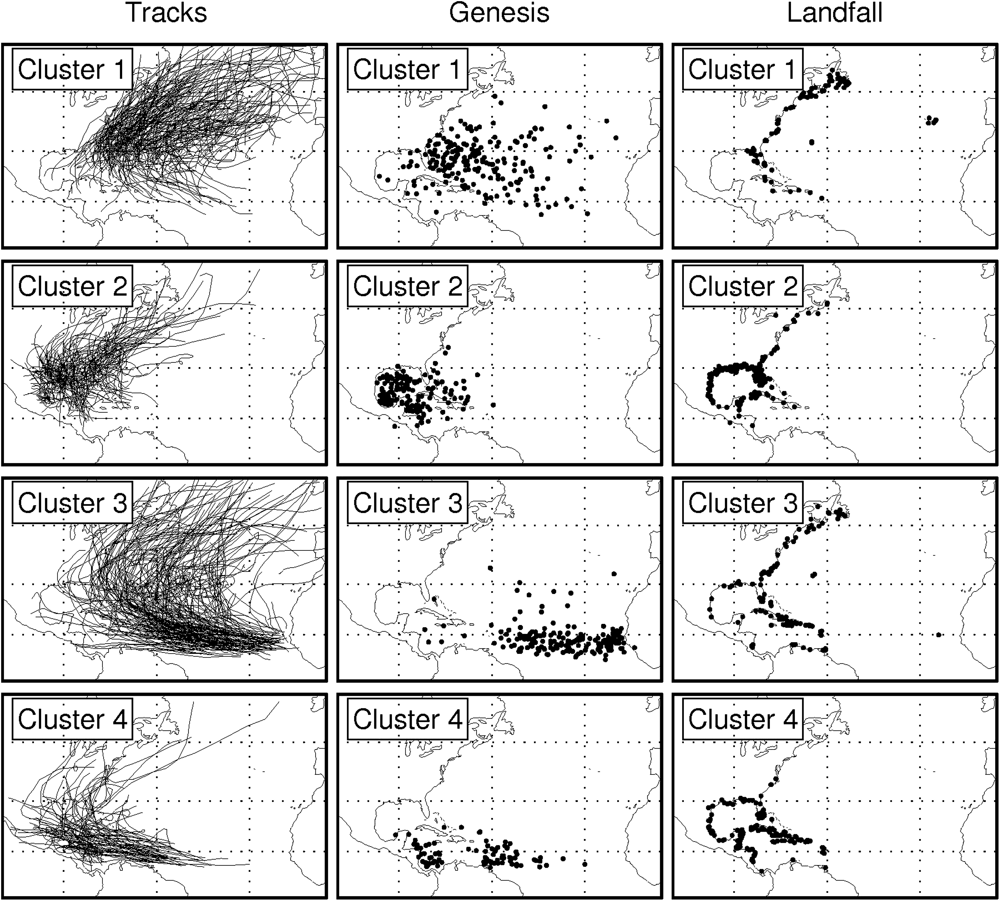 Tracks Genesis Landfall
Cluster 1 Cluster 1 Cluster 1
Cluster 2 Cluster 2 Cluster 2
Cluster 3 Cluster 3 Cluster 3
Cluster 4 Cluster 4 Cluster 4